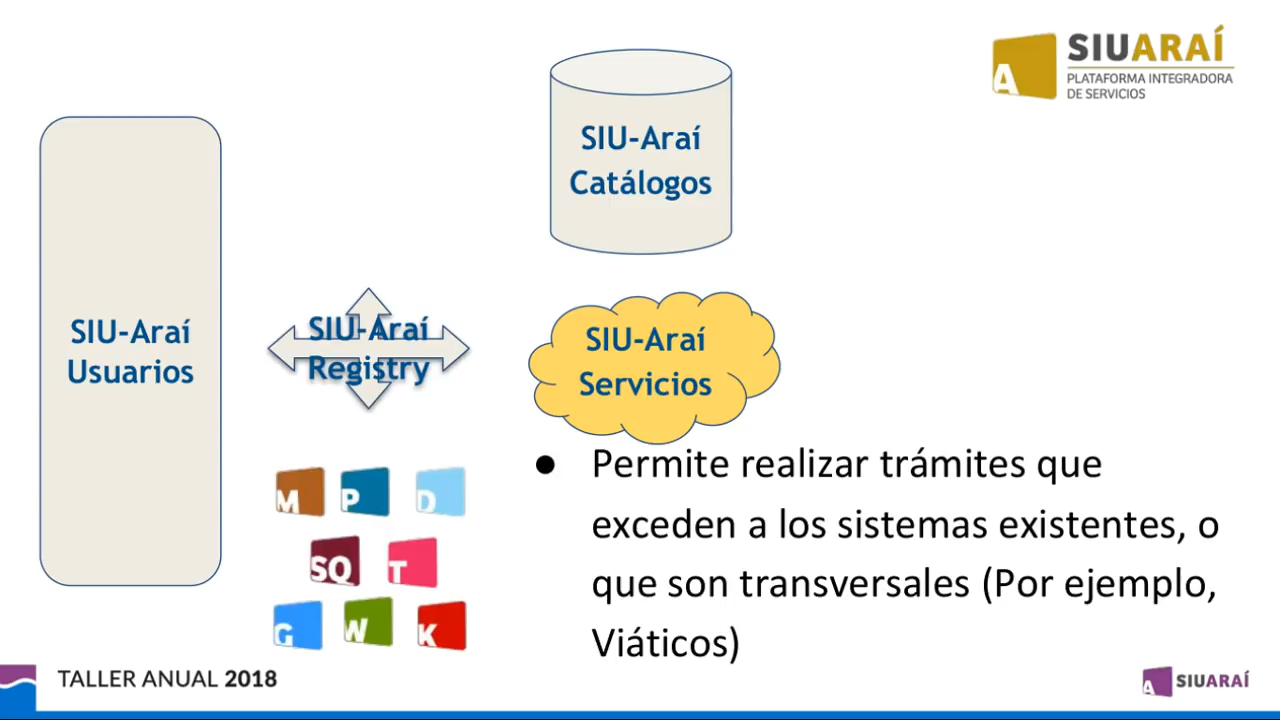 A
SIUARAÍ
PLATAFORMA INTEGRADORA
DE SERVICIOS
SIU-Araí
Catálogos
SIU-Araí
Usuarios
SIU-Araí
Registry
SIU-Araí
Servicios
M P D
SQ T
G W K
● Permite realizar trámites que
exceden a los sistemas existentes, o
que son transversales (Por ejemplo,
Viáticos)
TALLER ANUAL 2018
A SIUARAÍ